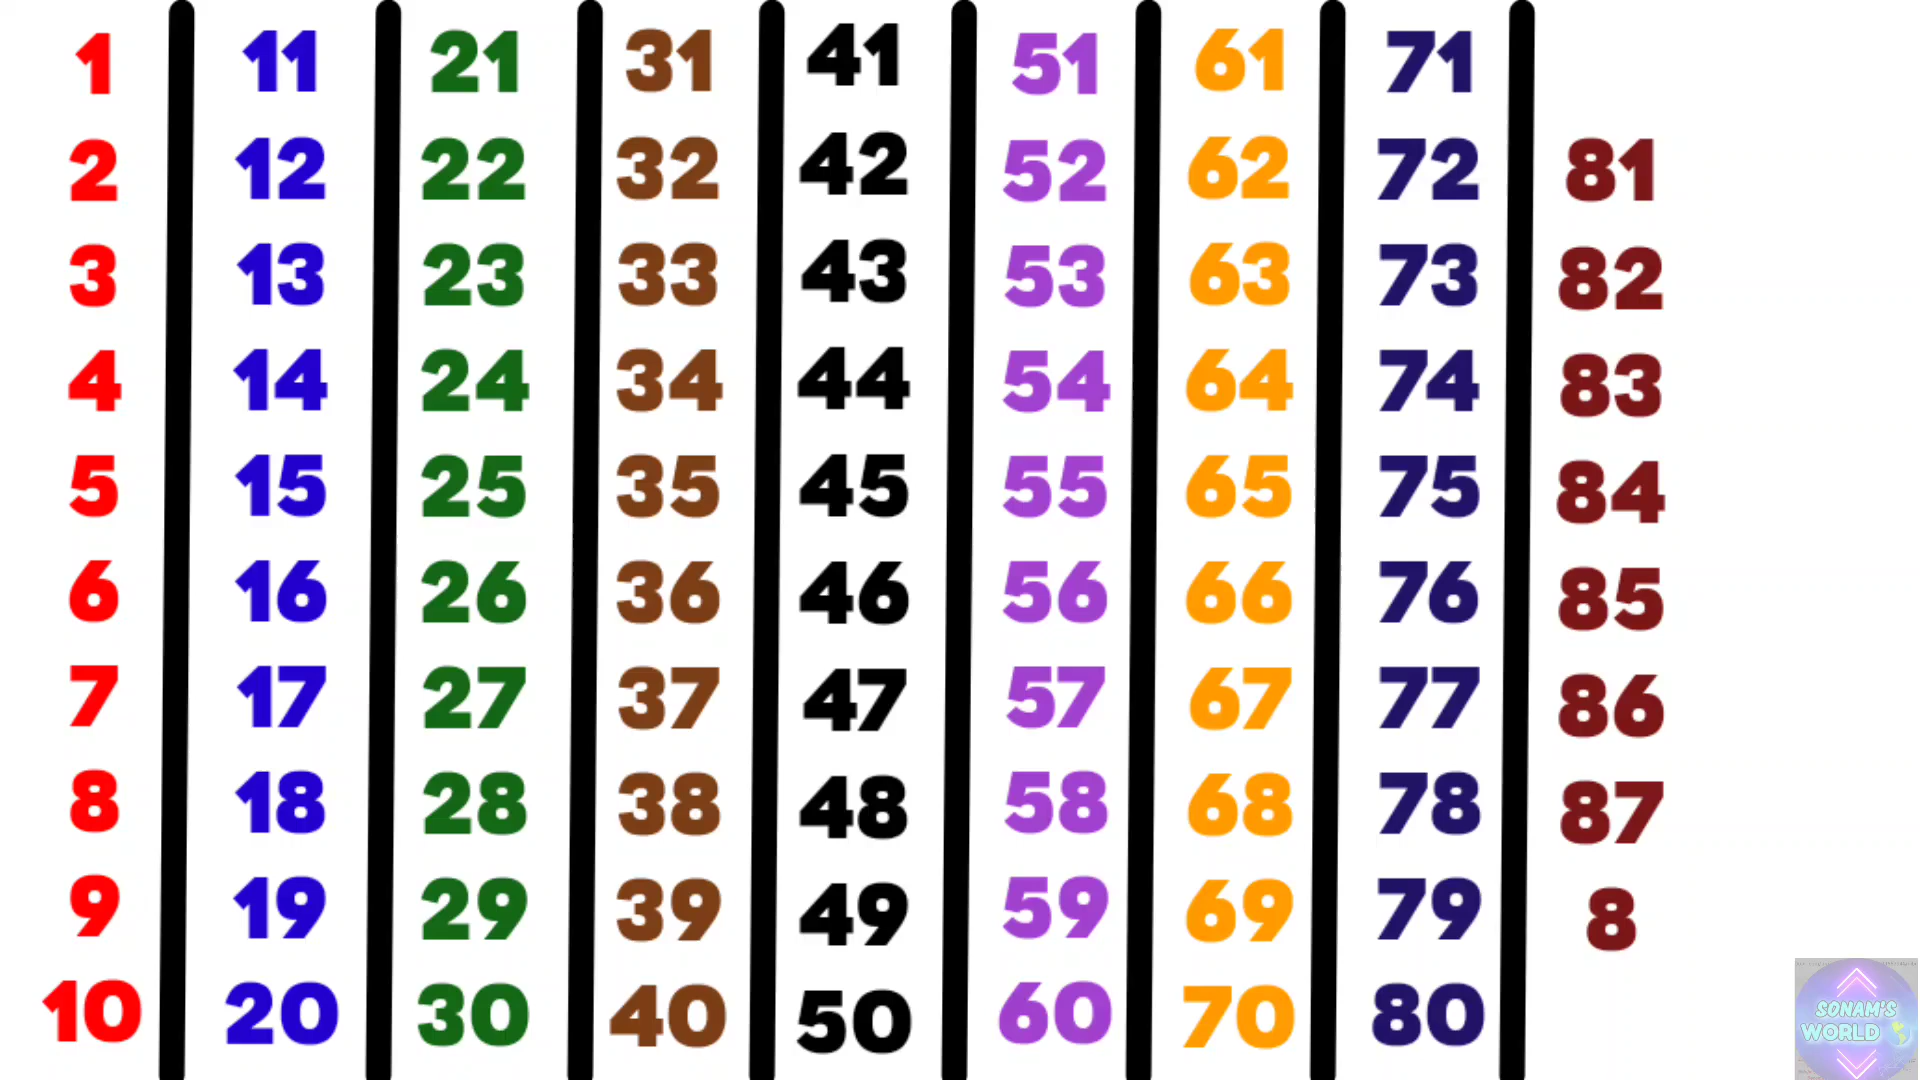 1 11 21 31 41 51 61 71
2 12 22 32 42 52 62 72 81
3 13 23 33 43 53 63 73 82
4 14 24 34 44 54 64 74 83
5 15 25 35 45 55 65 75 84
6 16 26 36 46 56 66 76 85
7 17 27 37 47 57 67 77 86
8 18 28 38 48 58 68 78 87
9 19 29 39 49 59 69 79 8
10 20 30 40 50 60 70 80
SONAM'S
WORLD